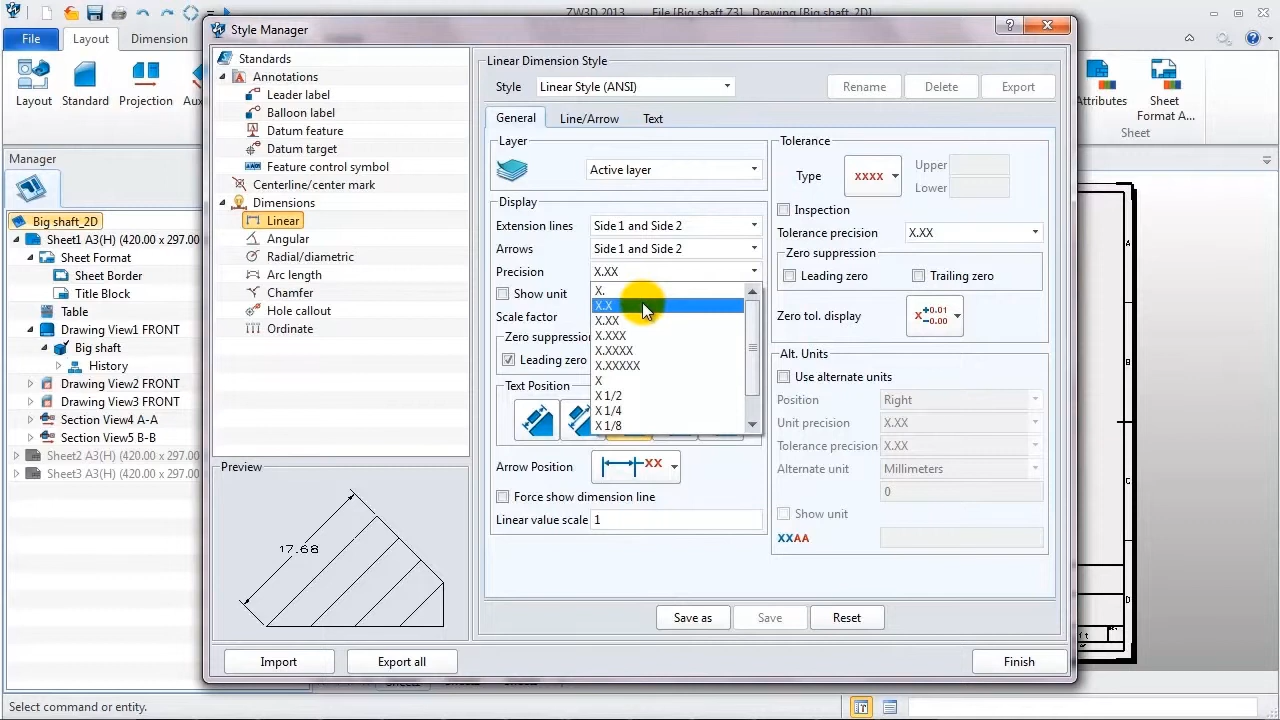 ZW3D 2013    File [Big shaft Z3]    Drawing [Big shaft_2D]
File
Layout
Dimension
Layout
Standard
Projection
Attributes
Sheet
Format A...
Sheet
Manager
Big shaft_2D
Sheet1 A3(H) (420.00 x 297.00
Sheet Format
Sheet Border
Title Block
Table
Drawing View1 FRONT
Big shaft
History
Drawing View2 FRONT
Drawing View3 FRONT
Section View4 A-A
Section View5 B-B
Sheet2 A3(H) (420.00 x 297.00
Sheet3 A3(H) (420.00 x 297.00
Style Manager
Standards
Annotations
Leader label
Balloon label
Datum feature
Datum target
Feature control symbol
Centerline/center mark
Dimensions
Linear
Angular
Radial/diametric
Arc length
Chamfer
Hole callout
Ordinate
Preview
17.68
Import
Export all
Linear Dimension Style
Style
Linear Style (ANSI)
Rename
Delete
Export
General
Line/Arrow
Text
Layer
Active layer
Display
Extension lines
Side 1 and Side 2
Arrows
Side 1 and Side 2
Precision
X.XX
X.
X.X
X.XX
X.XXX
X.XXXX
X.XXXXX
X
X 1/2
X 1/4
X 1/8
Show unit
Scale factor
Zero suppression
Leading zero
Text Position
Arrow Position
XX
Force show dimension line
Linear value scale
1
Tolerance
Type
XXXX
Upper
Lower
Inspection
Tolerance precision
X.XX
Zero suppression
Leading zero
Trailing zero
Zero tol. display
X+0.01
-0.00
Alt. Units
Use alternate units
Position
Right
Unit precision
X.XX
Tolerance precision
X.XX
Alternate unit
Millimeters
0
Show unit
XXAA
Save as
Save
Reset
Finish
Select command or entity.